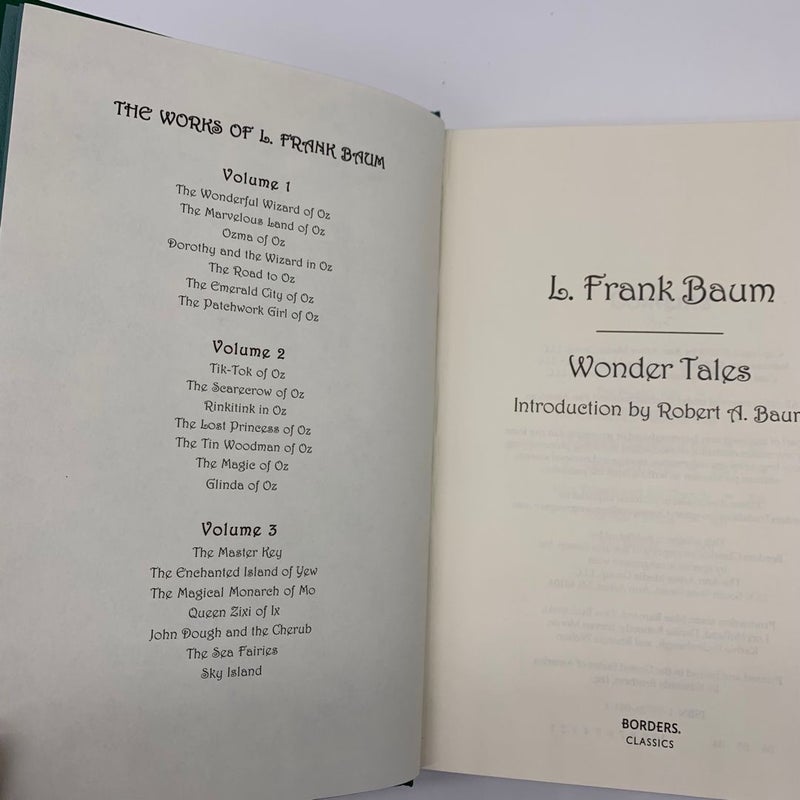 THE WORKS OF L. FRANK BAUM
Volume 1
The Wonderful Wizard of Oz
The Marvelous Land of Oz
Ozma of Oz
Dorothy and the Wizard in Oz
The Road to Oz
The Emerald City of Oz
The Patchwork Girl of Oz
Volume 2
Tik-Tok of Oz
The Scarecrow of Oz
Rinkitink in Oz
The Lost Princess of Oz
The Tin Woodman of Oz
The Magic of Oz
Glinda of Oz
Volume 3
The Master Key
The Enchanted Island of Yew
The Magical Monarch of Mo
Queen Zixi of Ix
John Dough and the Cherub
The Sea Fairies
Sky Island
L. Frank Baum
Wonder Tales
Introduction by Robert A. Baum
BORDERS.
CLASSICS